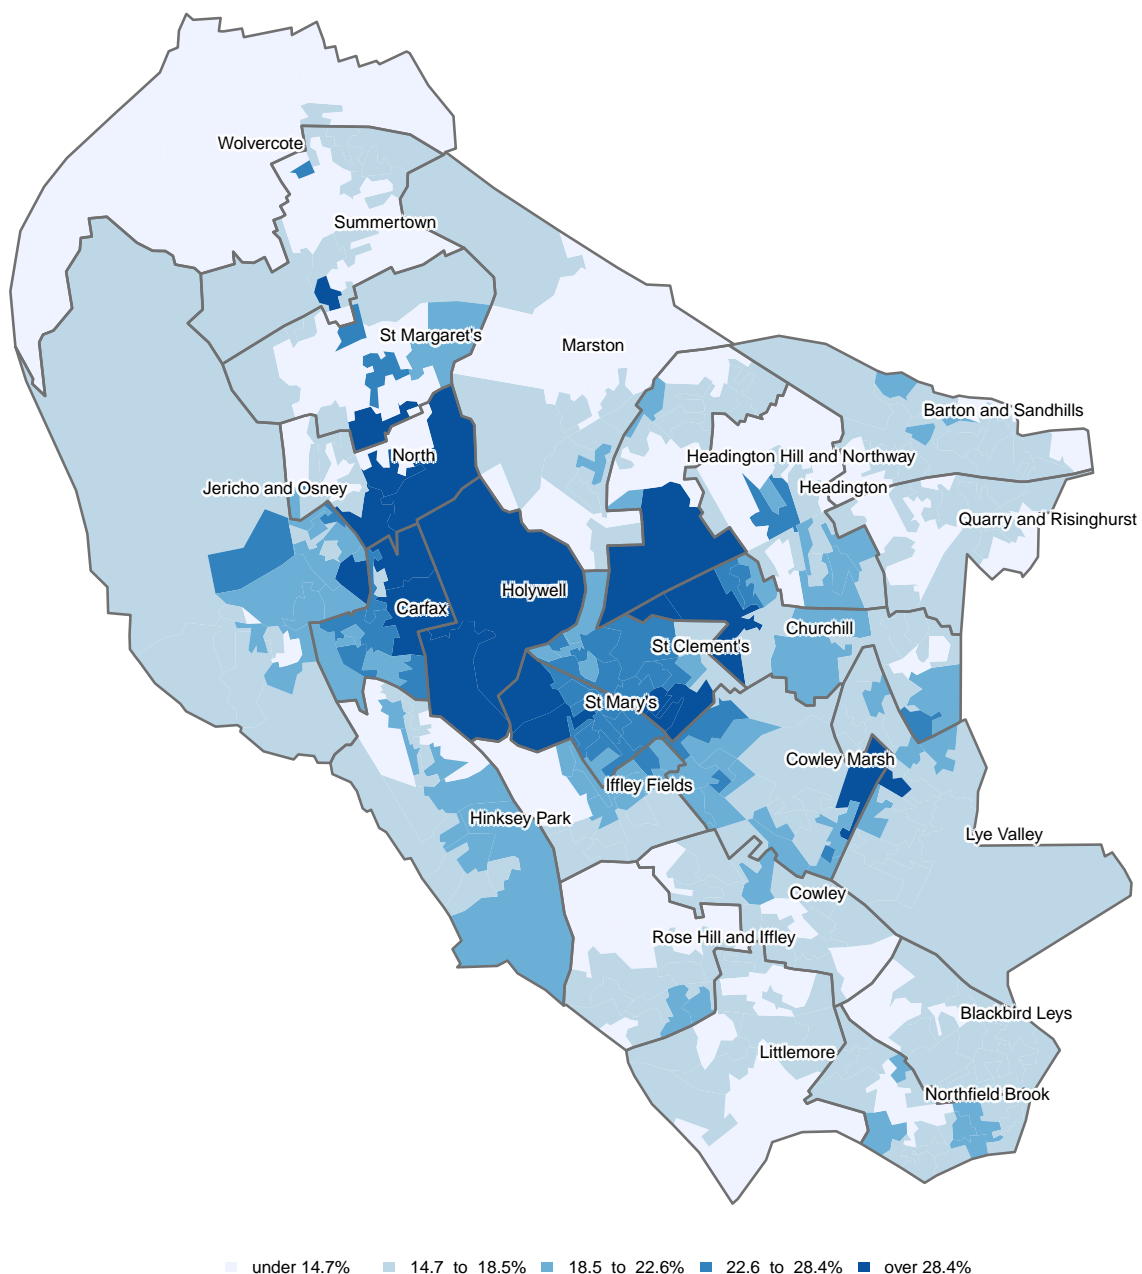 Wolvercote
Summertown
St Margaret's
Marston
Barton and Sandhills
North
Headington Hill and Northway
Jericho and Osney
Headington
Quarry and Risinghurst
Holywell
Carfax
Churchill
St Clement's
St Mary's
Cowley Marsh
Iffley Fields
Hinksey Park
Lye Valley
Cowley
Rose Hill and Iffley
Blackbird Leys
Littlemore
Northfield Brook
under 14.7% 14.7 to 18.5% 18.5 to 22.6% 22.6 to 28.4% over 28.4%